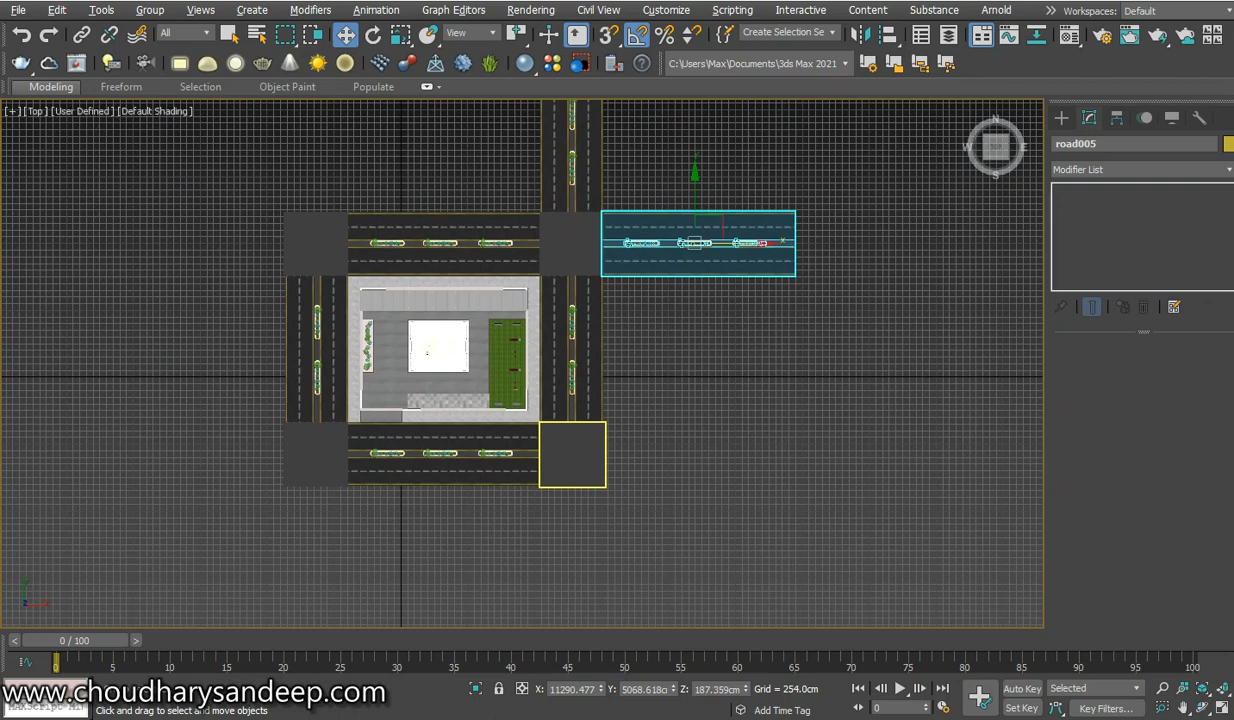 File Edit Tools Group Views Create Modifiers Animation Graph Editors Rendering Civil View Customize Scripting Interactive Content Substance Arnold Workspaces: Default
All View Create Selection Se
C:\Users\Max\Documents\3ds Max 2021
Modeling Freeform Selection Object Paint Populate
[+] [Top] [User Defined] [Default Shading]
N
W E
S
road005
Modifier List
0 / 100
0 5 10 15 20 25 30 35 40 45 50 55 60 65 70 75 80 85 90 95 100
www.choudharysandeep.com
X: 11290.477 Y: 5068.618c Z: 187.359cm Grid = 254.0cm
Auto Key Selected
Click and drag to select and move objects
Add Time Tag
0
Set Key Key Filters...